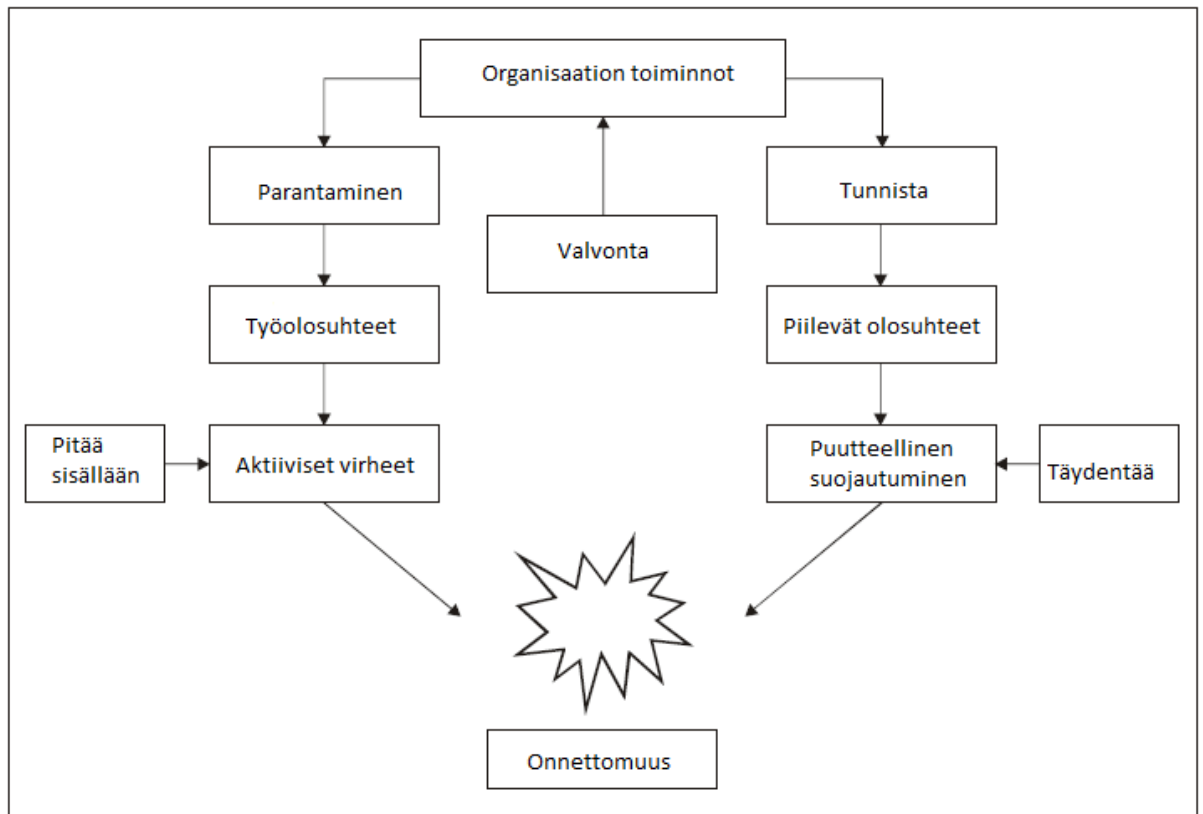 Organisaation toiminnot
Parantaminen
Tunnista
Valvonta
Työolosuhteet
Piilevät olosuhteet
Pitää
sisällään
Aktiiviset virheet
Puutteellinen
suojautuminen
Täydentää
Onnettomuus